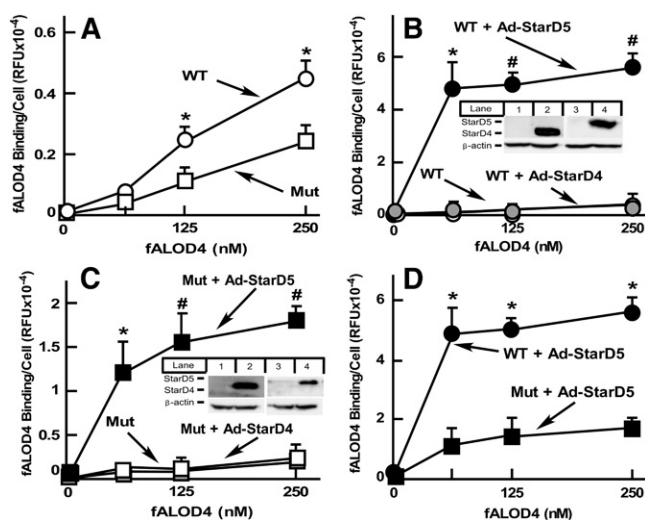 A
fALOD4 Binding/Cell (RFUx10⁻⁴)
0.6
0.4
0.2
0
WT
*
*
Mut
0
125
250
fALOD4 (nM)
B
fALOD4 Binding/Cell (RFUx10⁻⁴)
6
4
2
0
WT + Ad-StarD5
*
#
#
Lane 1 2 3 4
StarD5
StarD4
β-actin
WT
WT + Ad-StarD4
0
125
250
fALOD4 (nM)
C
fALOD4 Binding/Cell (RFUx10⁻⁴)
2
1.5
1
0.5
0
Mut + Ad-StarD5
*
#
#
Lane 1 2 3 4
StarD5
StarD4
β-actin
Mut
Mut + Ad-StarD4
0
125
250
fALOD4 (nM)
D
fALOD4 Binding/Cell (RFUx10⁻⁴)
6
4
2
0
*
*
*
WT + Ad-StarD5
Mut + Ad-StarD5
0
125
250
fALOD4 (nM)